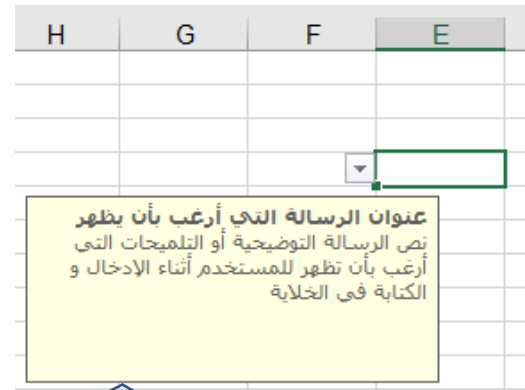 H G F E
عنوان الرسالة التي أرغب بأن يظهر
نص الرسالة التوضيحية أو التلميحات التي
أرغب بأن تظهر للمستخدم أثناء الإدخال و
الكتابة في الخلاية